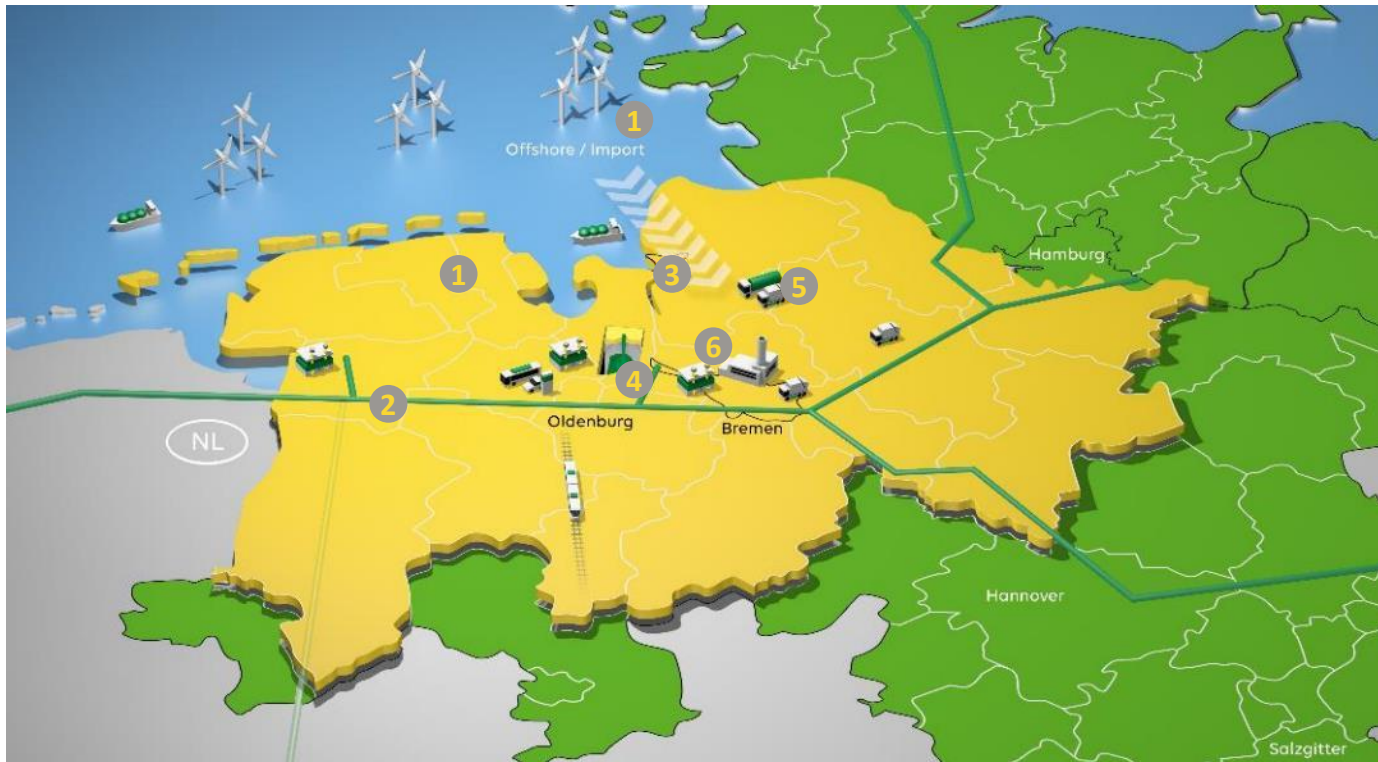 1
Offshore / Import
Hamburg
1
3
5
6
4
2
Oldenburg
Bremen
NL
Hannover
Salzgitter